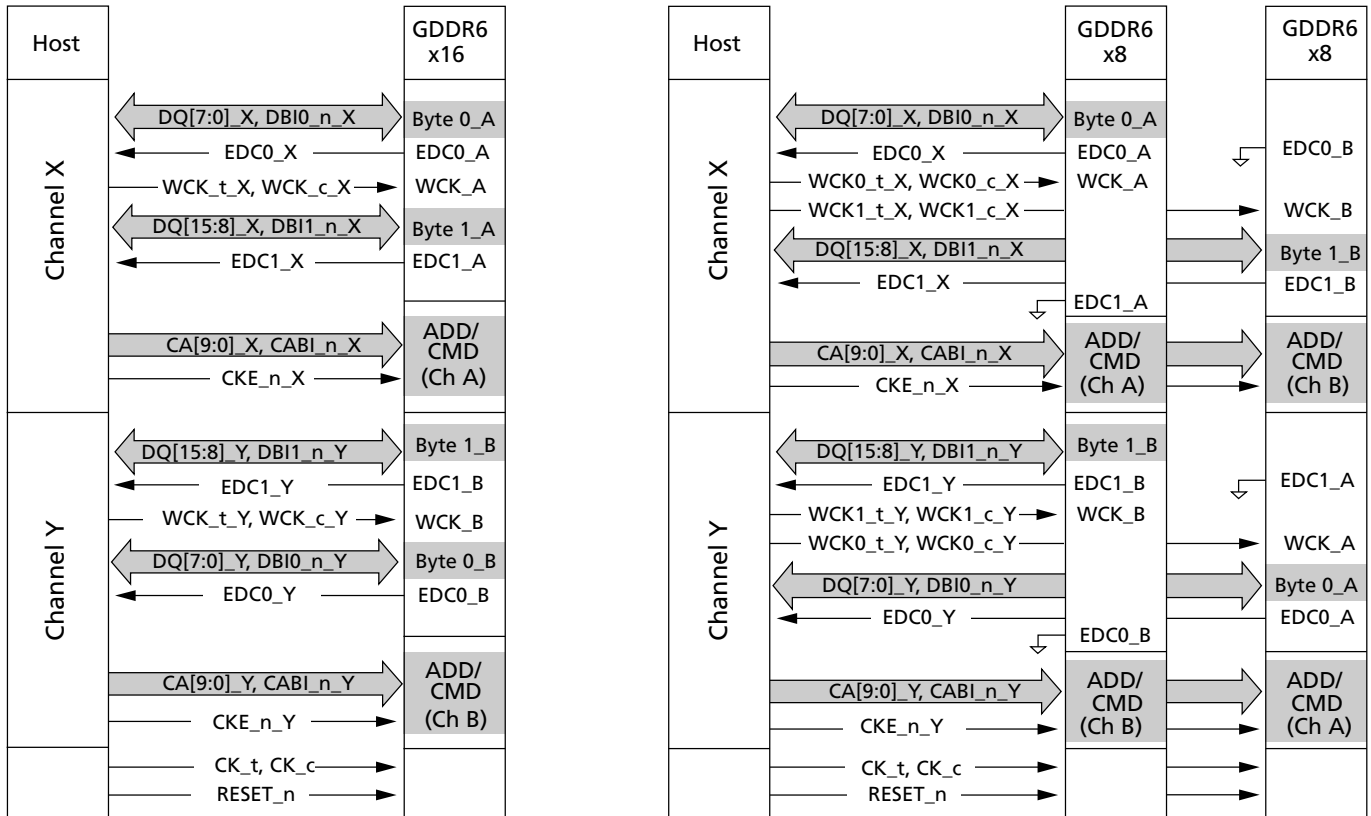 Host
GDDR6
x16
Channel X
DQ[7:0]_X, DBI0_n_X
Byte 0_A
EDC0_X
EDC0_A
WCK_t_X, WCK_c_X
WCK_A
DQ[15:8]_X, DBI1_n_X
Byte 1_A
EDC1_X
EDC1_A
CA[9:0]_X, CABI_n_X
CKE_n_X
ADD/
CMD
(Ch A)
Channel Y
DQ[15:8]_Y, DBI1_n_Y
Byte 1_B
EDC1_Y
EDC1_B
WCK_t_Y, WCK_c_Y
WCK_B
DQ[7:0]_Y, DBI0_n_Y
Byte 0_B
EDC0_Y
EDC0_B
CA[9:0]_Y, CABI_n_Y
CKE_n_Y
ADD/
CMD
(Ch B)
CK_t, CK_c
RESET_n
Host
GDDR6
x8
GDDR6
x8
Channel X
DQ[7:0]_X, DBI0_n_X
Byte 0_A
EDC0_X
EDC0_A
EDC0_B
WCK0_t_X, WCK0_c_X
WCK_A
WCK1_t_X, WCK1_c_X
WCK_B
DQ[15:8]_X, DBI1_n_X
Byte 1_B
EDC1_X
EDC1_B
EDC1_A
CA[9:0]_X, CABI_n_X
CKE_n_X
ADD/
CMD
(Ch A)
ADD/
CMD
(Ch B)
Channel Y
DQ[15:8]_Y, DBI1_n_Y
Byte 1_B
EDC1_Y
EDC1_B
EDC1_A
WCK1_t_Y, WCK1_c_Y
WCK_B
WCK0_t_Y, WCK0_c_Y
WCK_A
DQ[7:0]_Y, DBI0_n_Y
Byte 0_A
EDC0_Y
EDC0_A
EDC0_B
CA[9:0]_Y, CABI_n_Y
CKE_n_Y
ADD/
CMD
(Ch B)
ADD/
CMD
(Ch A)
CK_t, CK_c
RESET_n